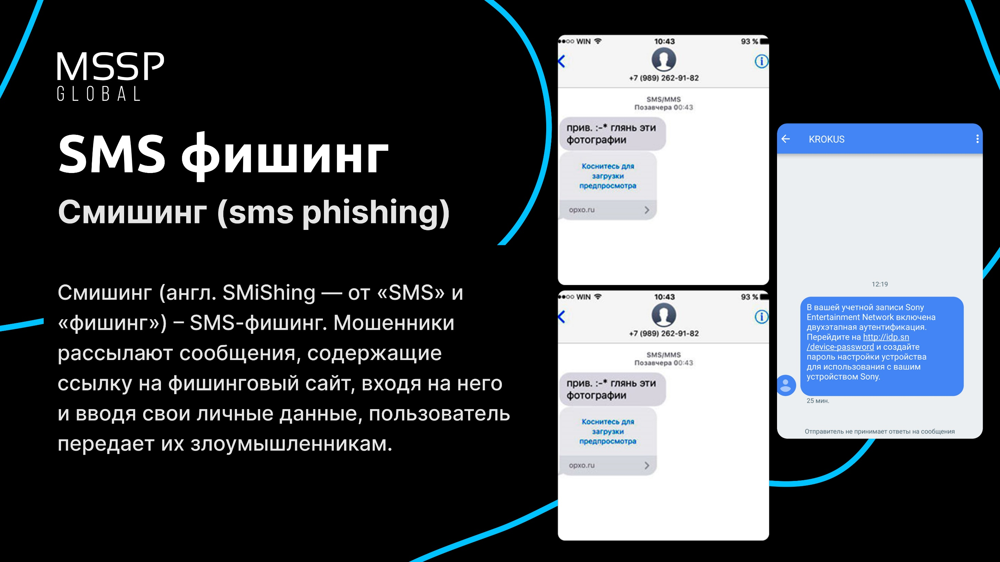 MSSP
GLOBAL
SMS фишинг
Смишинг (sms phishing)
Смишинг (англ. SMiShing — от «SMS» и
«фишинг») – SMS-фишинг. Мошенники
рассылают сообщения, содержащие
ссылку на фишинговый сайт, входя на него
и вводя свои личные данные, пользователь
передает их злоумышленникам.
WIN 10:43 93 %
+7 (989) 262-91-82
SMS/MMS
Позавчера 00:43
прив. :-* глянь эти
фотографии
Коснитесь для
загрузки
предпросмотра
opxo.ru
WIN 10:43 93 %
+7 (989) 262-91-82
SMS/MMS
Позавчера 00:43
прив. :-* глянь эти
фотографии
Коснитесь для
загрузки
предпросмотра
opxo.ru
KROKUS
12:19
В вашей учетной записи Sony
Entertainment Network включена
двухэтапная аутентификация.
Перейдите на http://idp.sn
/device-password и создайте
пароль настройки устройства
для использования с вашим
устройством Sony.
25 мин.
Отправитель не принимает ответы на сообщения